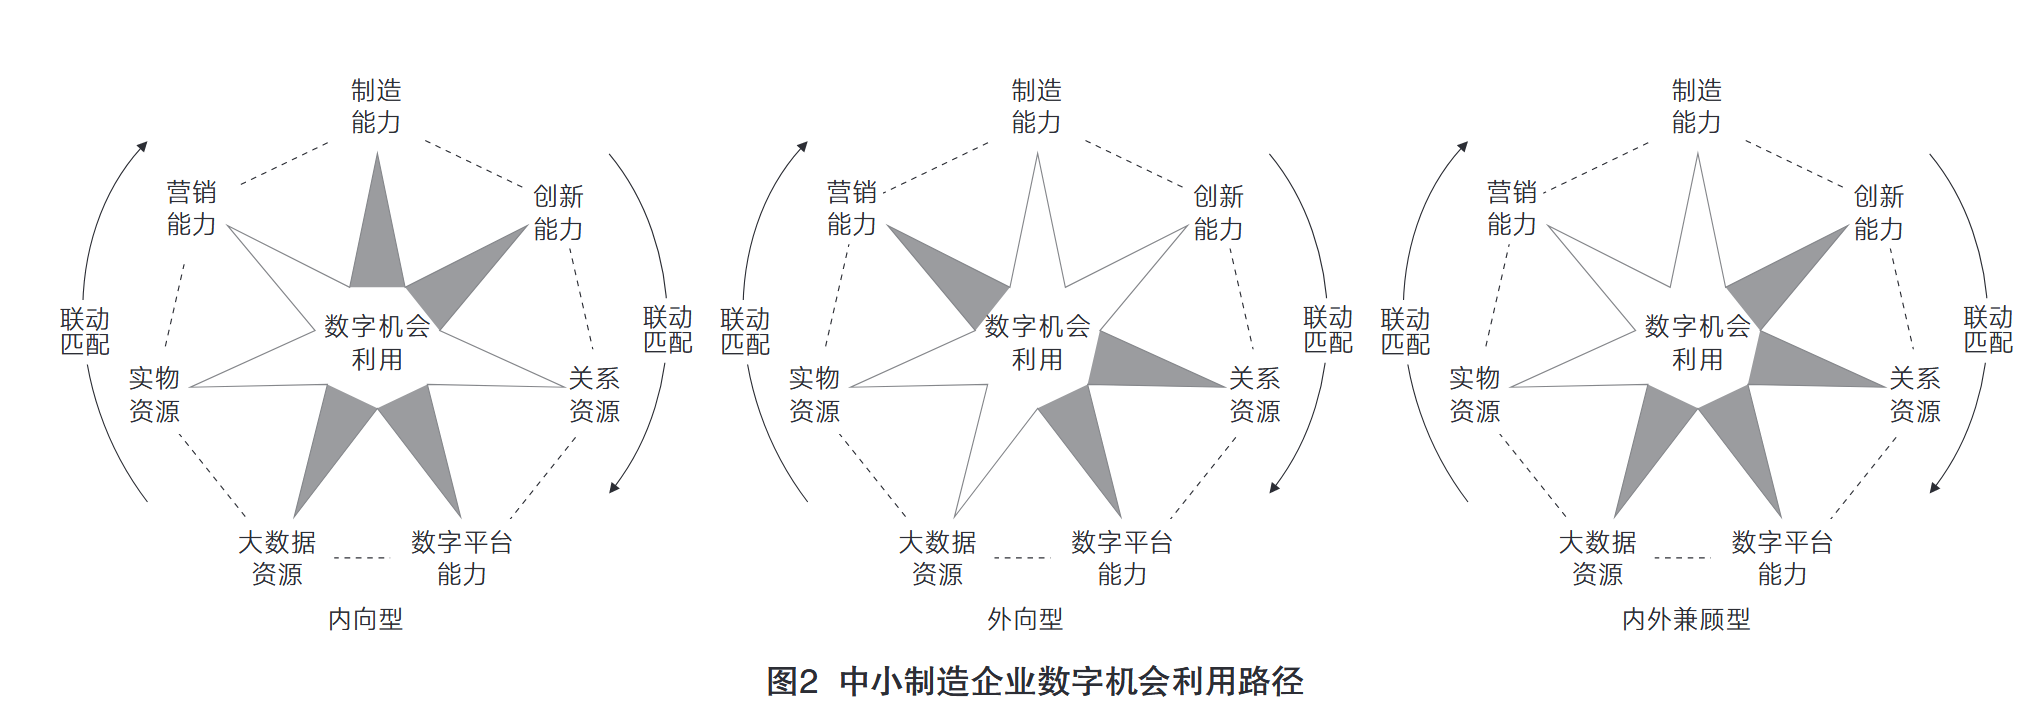 制造
能力
营销
能力
创新
能力
联动
匹配
数字机会
利用
联动
匹配
实物
资源
关系
资源
大数据
资源
数字平台
能力
内向型
制造
能力
营销
能力
创新
能力
联动
匹配
数字机会
利用
联动
匹配
实物
资源
关系
资源
大数据
资源
数字平台
能力
外向型
制造
能力
营销
能力
创新
能力
联动
匹配
数字机会
利用
联动
匹配
实物
资源
关系
资源
大数据
资源
数字平台
能力
内外兼顾型
图2 中小制造企业数字机会利用路径